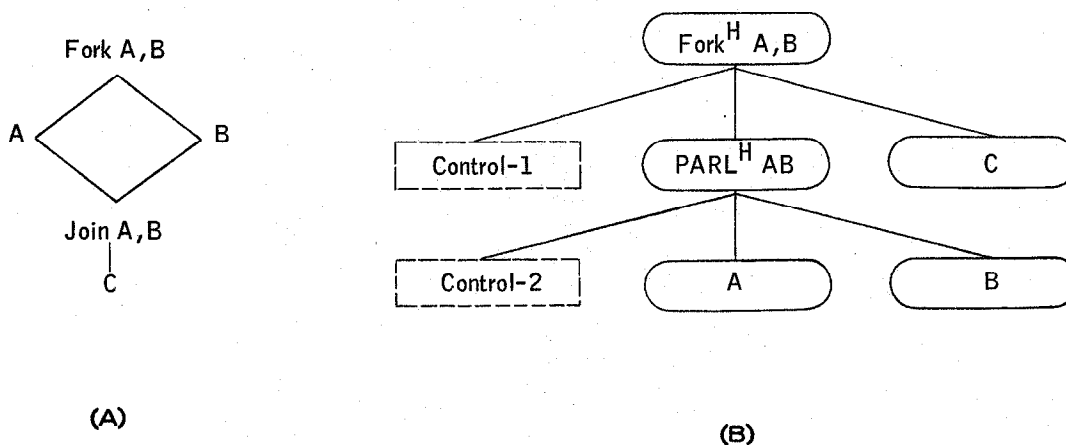 Fork A,B
A
B
Join A,B
C
(A)
Fork^H A,B
Control-1
PARL^H AB
C
Control-2
A
B
(B)